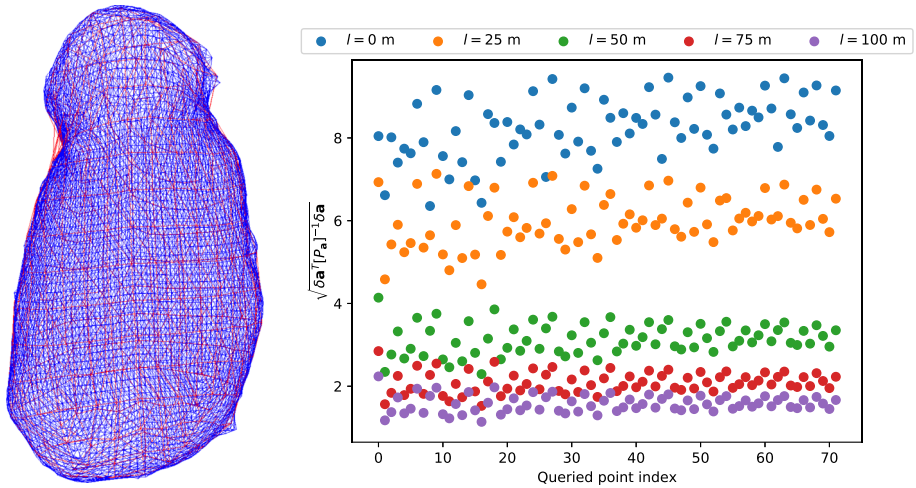 l = 0 m l = 25 m l = 50 m l = 75 m l = 100 m
8
6
4
2
√δaᵀ[Pₐ]⁻¹δa
0 10 20 30 40 50 60 70
Queried point index